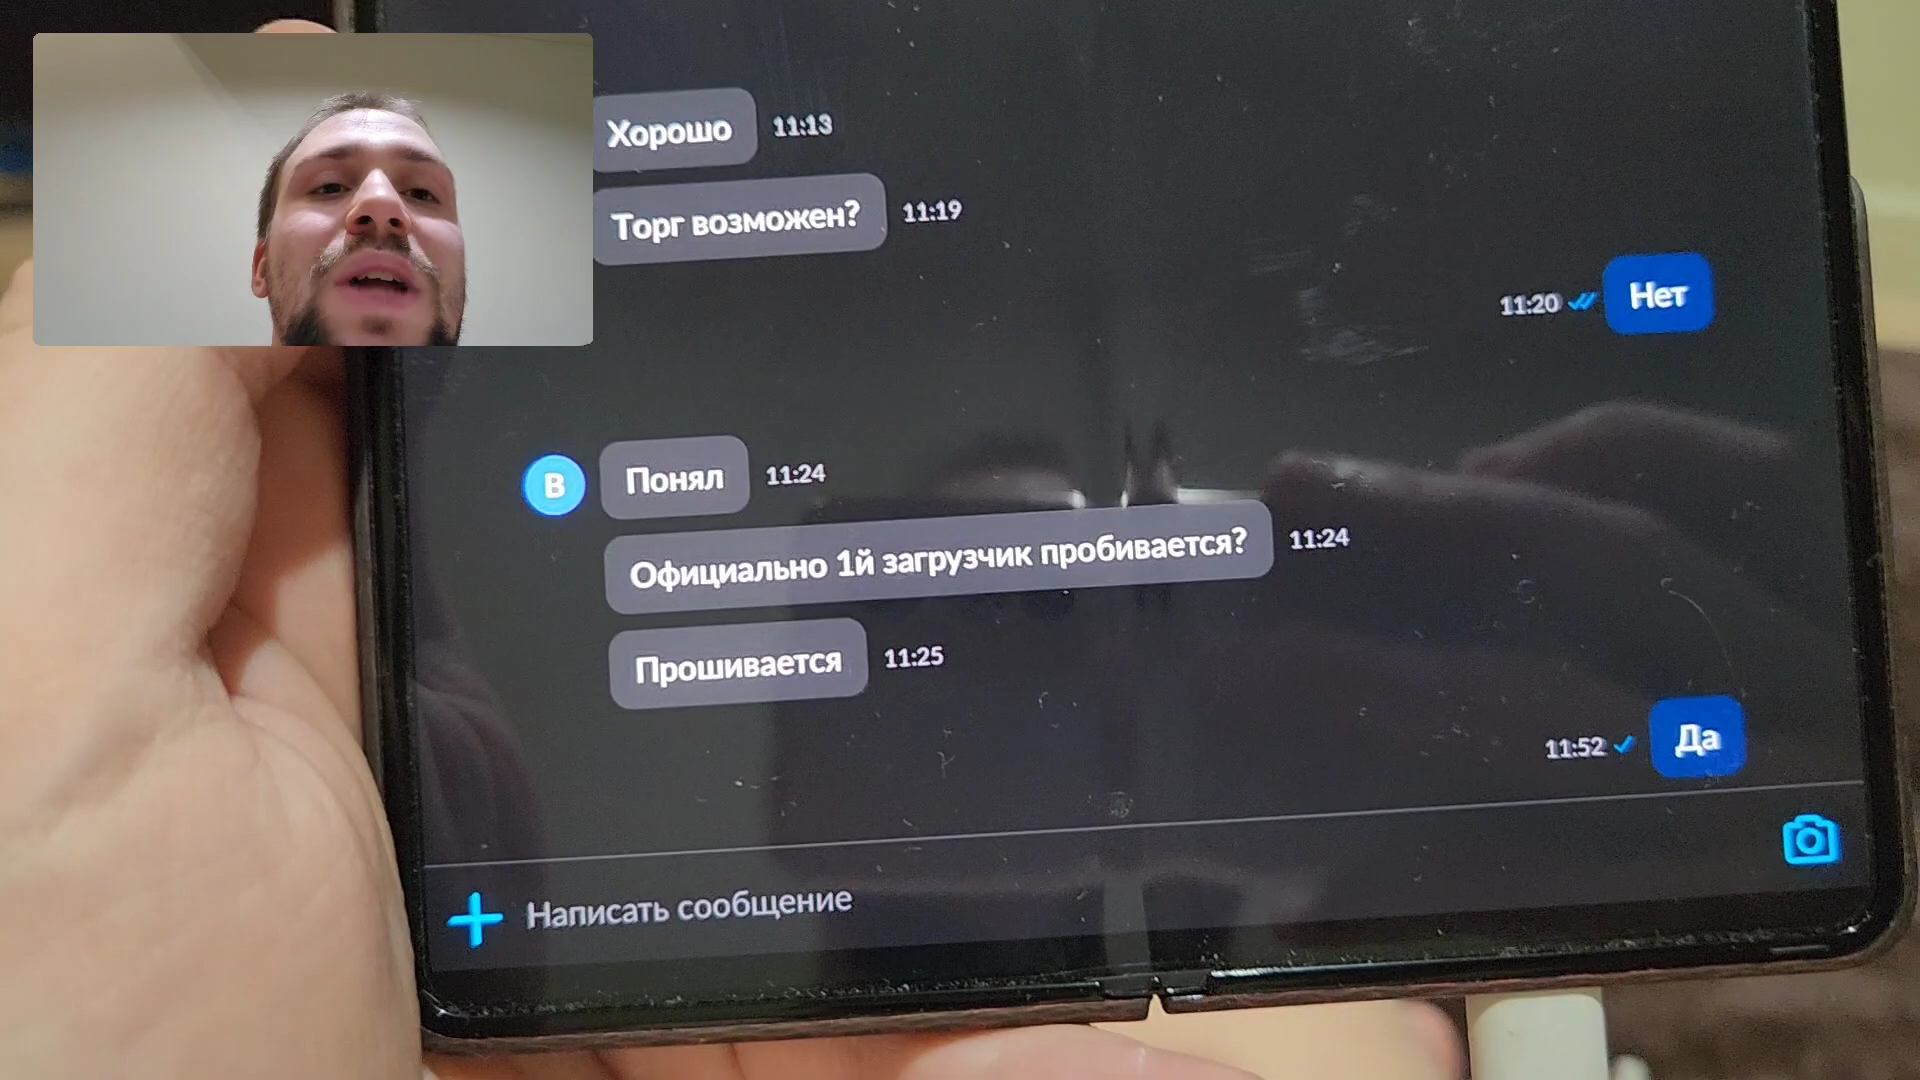 Хорошо 11:13
Торг возможен? 11:19
11:20 Нет
В Понял 11:24
Официально 1й загрузчик пробивается? 11:24
Прошивается 11:25
11:52 Да
Написать сообщение